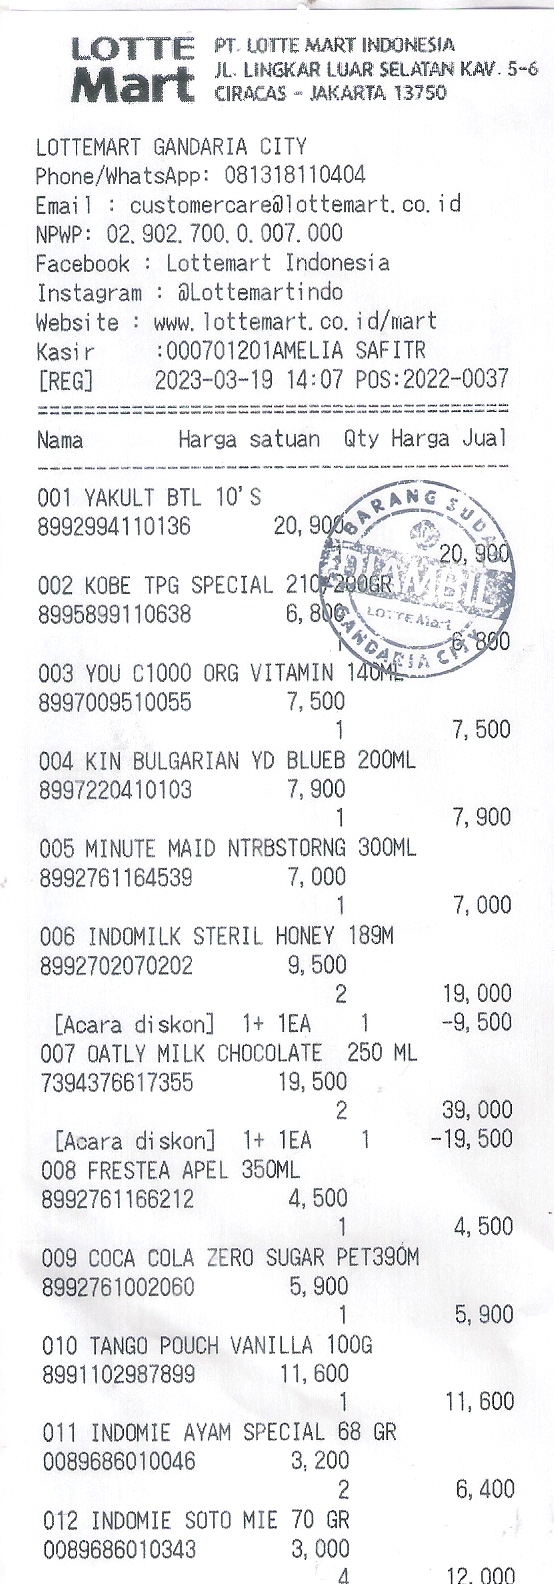 LOTTE Mart
PT. LOTTE MART INDONESIA
JL. LINGKAR LUAR SELATAN KAV. 5-6
CIRACAS - JAKARTA 13750
LOTTEMART GANDARIA CITY
Phone/WhatsApp: 081318110404
Email : customercare@lottemart.co.id
NPWP: 02.902.700.0.007.000
Facebook : Lottemart Indonesia
Instagram : @Lottemartindo
Website : www.lottemart.co.id/mart
Kasir :000701201AMELIA SAFITR
[REG] 2023-03-19 14:07 POS:2022-0037
Nama Harga satuan Qty Harga Jual
001 YAKULT BTL 10'S
8992994110136 20,900
1 20,900
002 KOBE TPG SPECIAL 210/200GR
8995899110638 6,800
1 6,800
BARANG SUDAH
DIAMBIL
LOTTE Mart
GANDARIA CITY
003 YOU C1000 ORG VITAMIN 140ML
8997009510055 7,500
1 7,500
004 KIN BULGARIAN YD BLUEB 200ML
8997220410103 7,900
1 7,900
005 MINUTE MAID NTRBSTORNG 300ML
8992761164539 7,000
1 7,000
006 INDOMILK STERIL HONEY 189M
8992702070202 9,500
2 19,000
[Acara diskon] 1+ 1EA 1 -9,500
007 OATLY MILK CHOCOLATE 250 ML
7394376617355 19,500
2 39,000
[Acara diskon] 1+ 1EA 1 -19,500
008 FRESTEA APEL 350ML
8992761166212 4,500
1 4,500
009 COCA COLA ZERO SUGAR PET390M
8992761002060 5,900
1 5,900
010 TANGO POUCH VANILLA 100G
8991102987899 11,600
1 11,600
011 INDOMIE AYAM SPECIAL 68 GR
0089686010046 3,200
2 6,400
012 INDOMIE SOTO MIE 70 GR
0089686010343 3,000
4 12,000